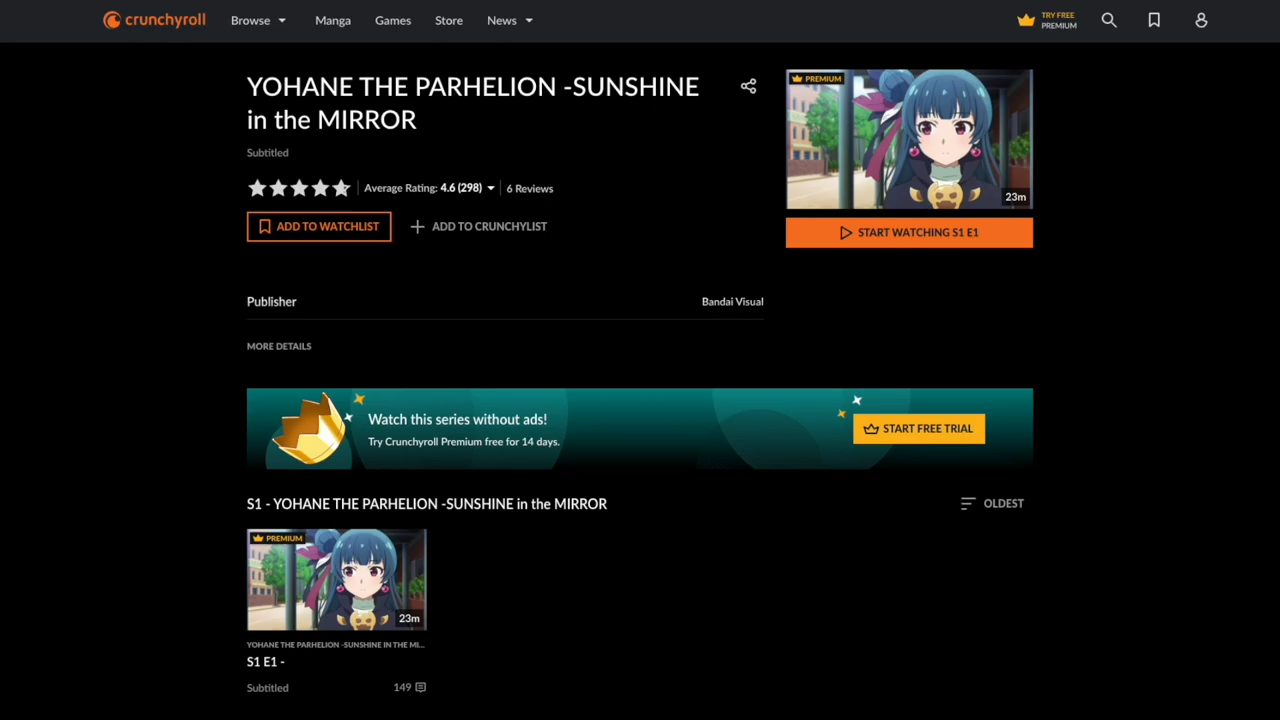 crunchyroll
Browse
Manga
Games
Store
News
TRY FREE
PREMIUM
YOHANE THE PARHELION -SUNSHINE
in the MIRROR
Subtitled
Average Rating: 4.6 (298)
6 Reviews
ADD TO WATCHLIST
ADD TO CRUNCHYLIST
PREMIUM
23m
START WATCHING S1 E1
Publisher
Bandai Visual
MORE DETAILS
Watch this series without ads!
Try Crunchyroll Premium free for 14 days.
START FREE TRIAL
S1 - YOHANE THE PARHELION -SUNSHINE in the MIRROR
OLDEST
PREMIUM
23m
YOHANE THE PARHELION -SUNSHINE IN THE MI...
S1 E1 -
Subtitled
149